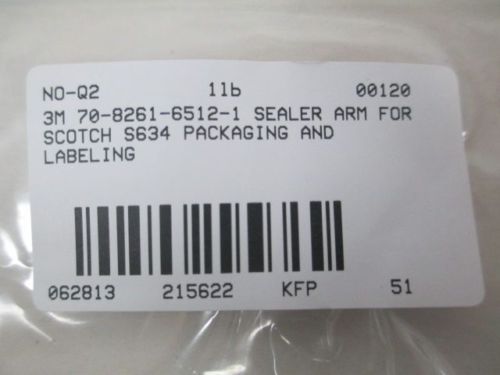 NO-Q2 1lb 00120
3M 70-8261-6512-1 SEALER ARM FOR
SCOTCH S634 PACKAGING AND
LABELING
062813 215622 KFP 51